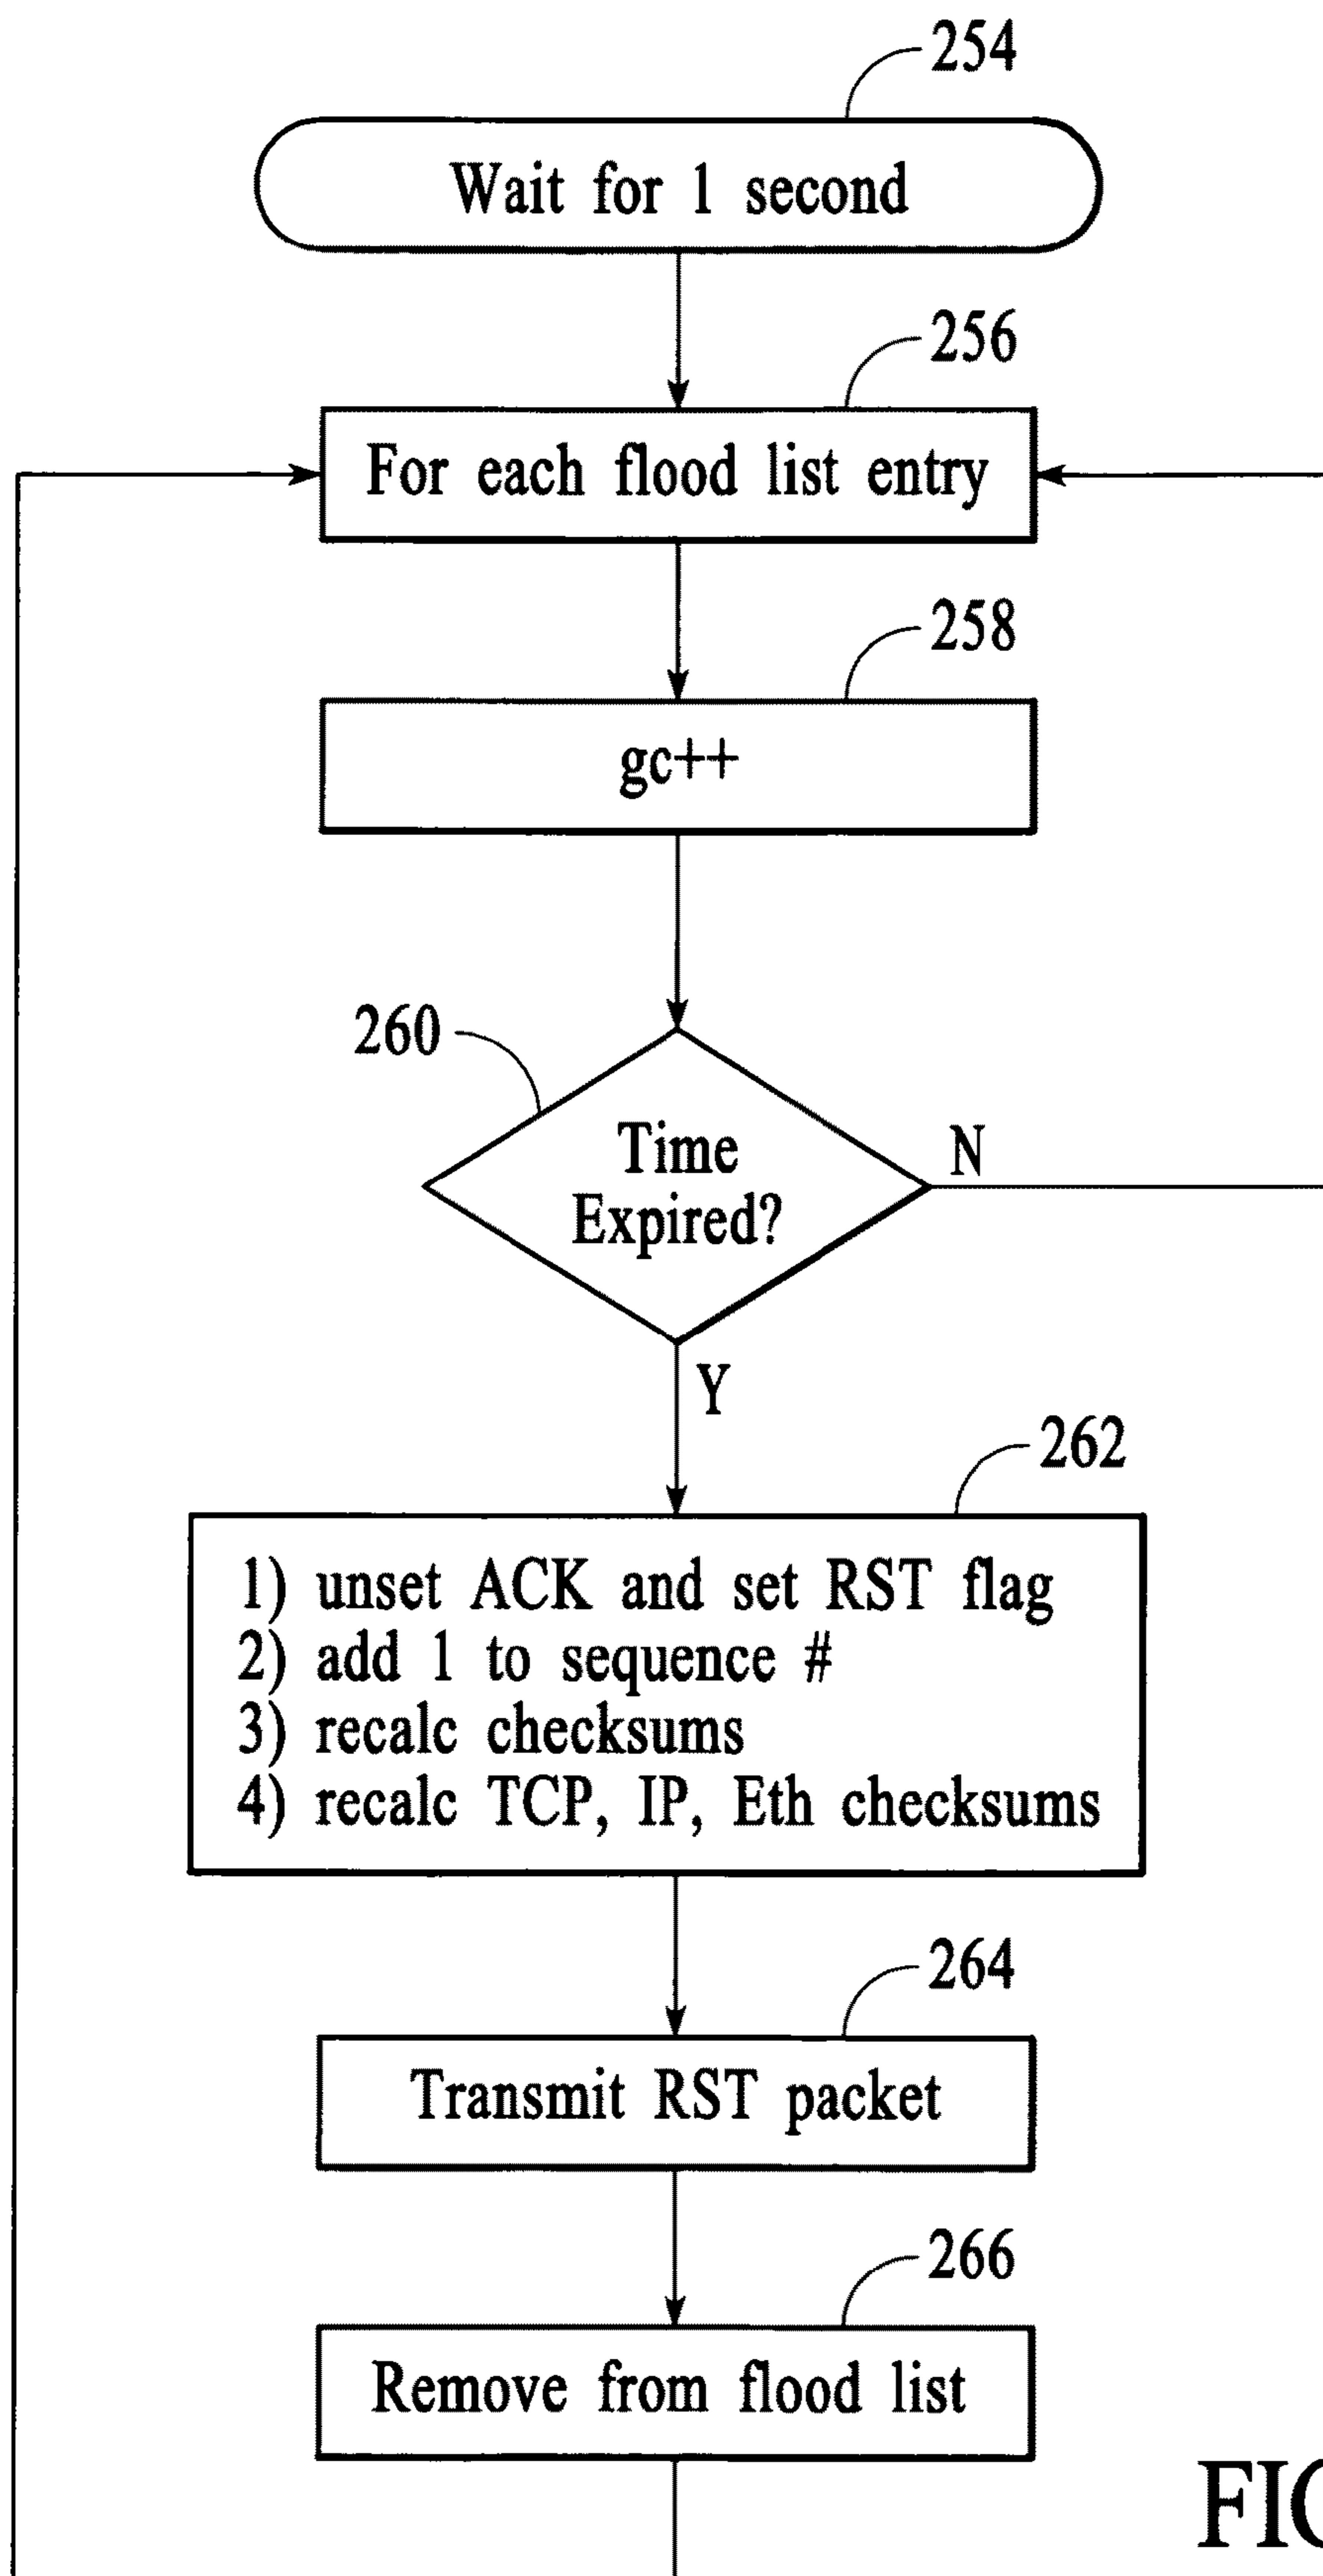 254
Wait for 1 second
256
For each flood list entry
258
gc++
260
Time
Expired?
N
Y
262
1) unset ACK and set RST flag
2) add 1 to sequence #
3) recalc checksums
4) recalc TCP, IP, Eth checksums
264
Transmit RST packet
266
Remove from flood list